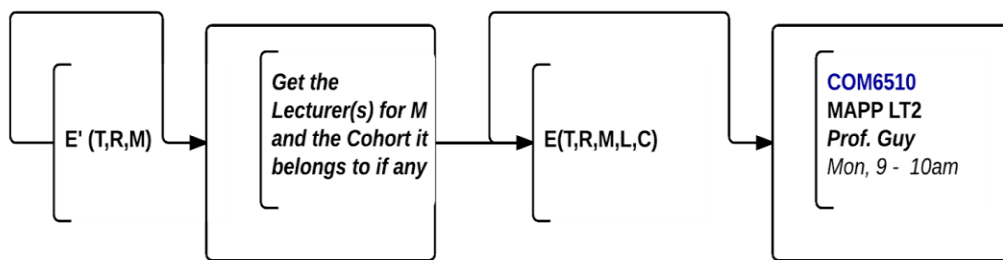 E' (T,R,M)
Get the
Lecturer(s) for M
and the Cohort it
belongs to if any
E(T,R,M,L,C)
COM6510
MAPP LT2
Prof. Guy
Mon, 9 - 10am